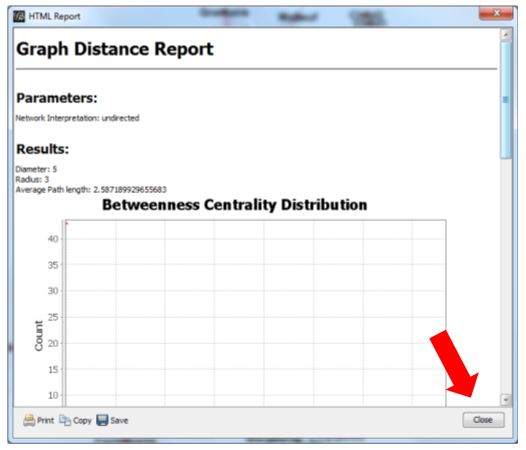 HTML Report
Graph Distance Report
Parameters:
Network Interpretation: undirected
Results:
Diameter: 5
Radius: 3
Average Path length: 2.587189929655683
Betweenness Centrality Distribution
40
35
30
25
20
15
10
Count
Print Copy Save Close